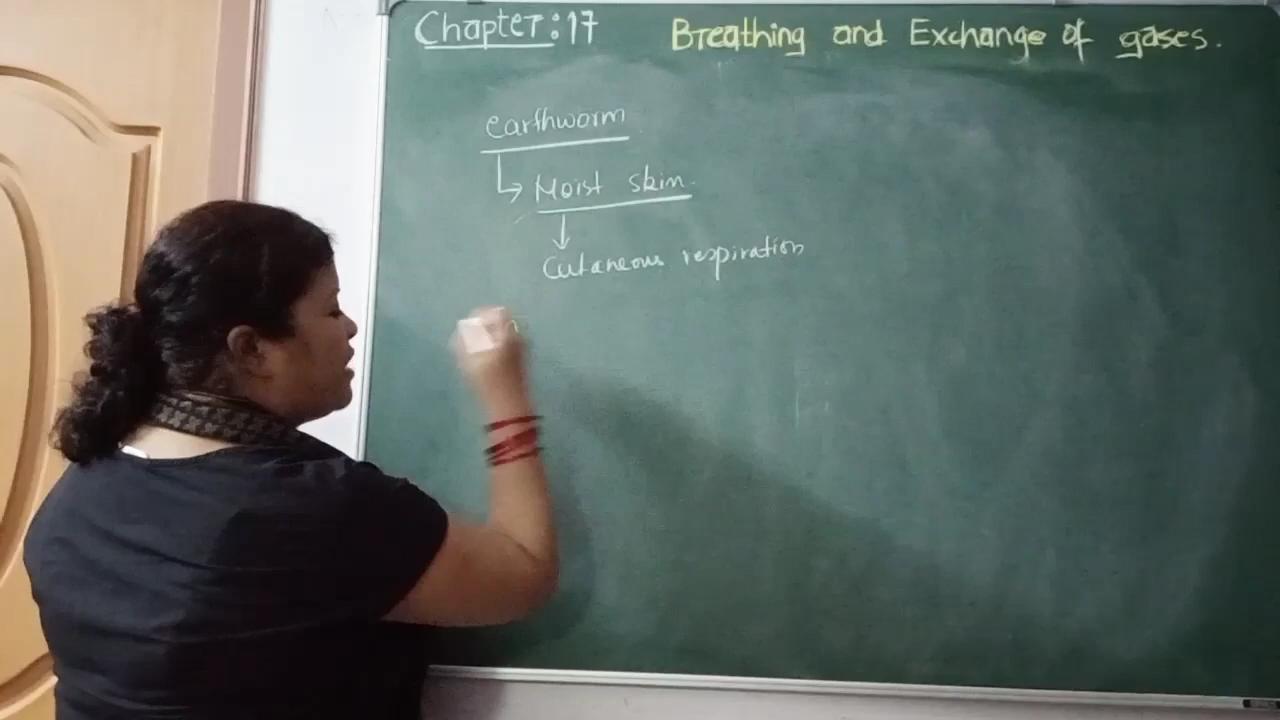 Chapter:17 Breathing and Exchange of gases.
earthworm
Moist skin.
Cutaneous respiration